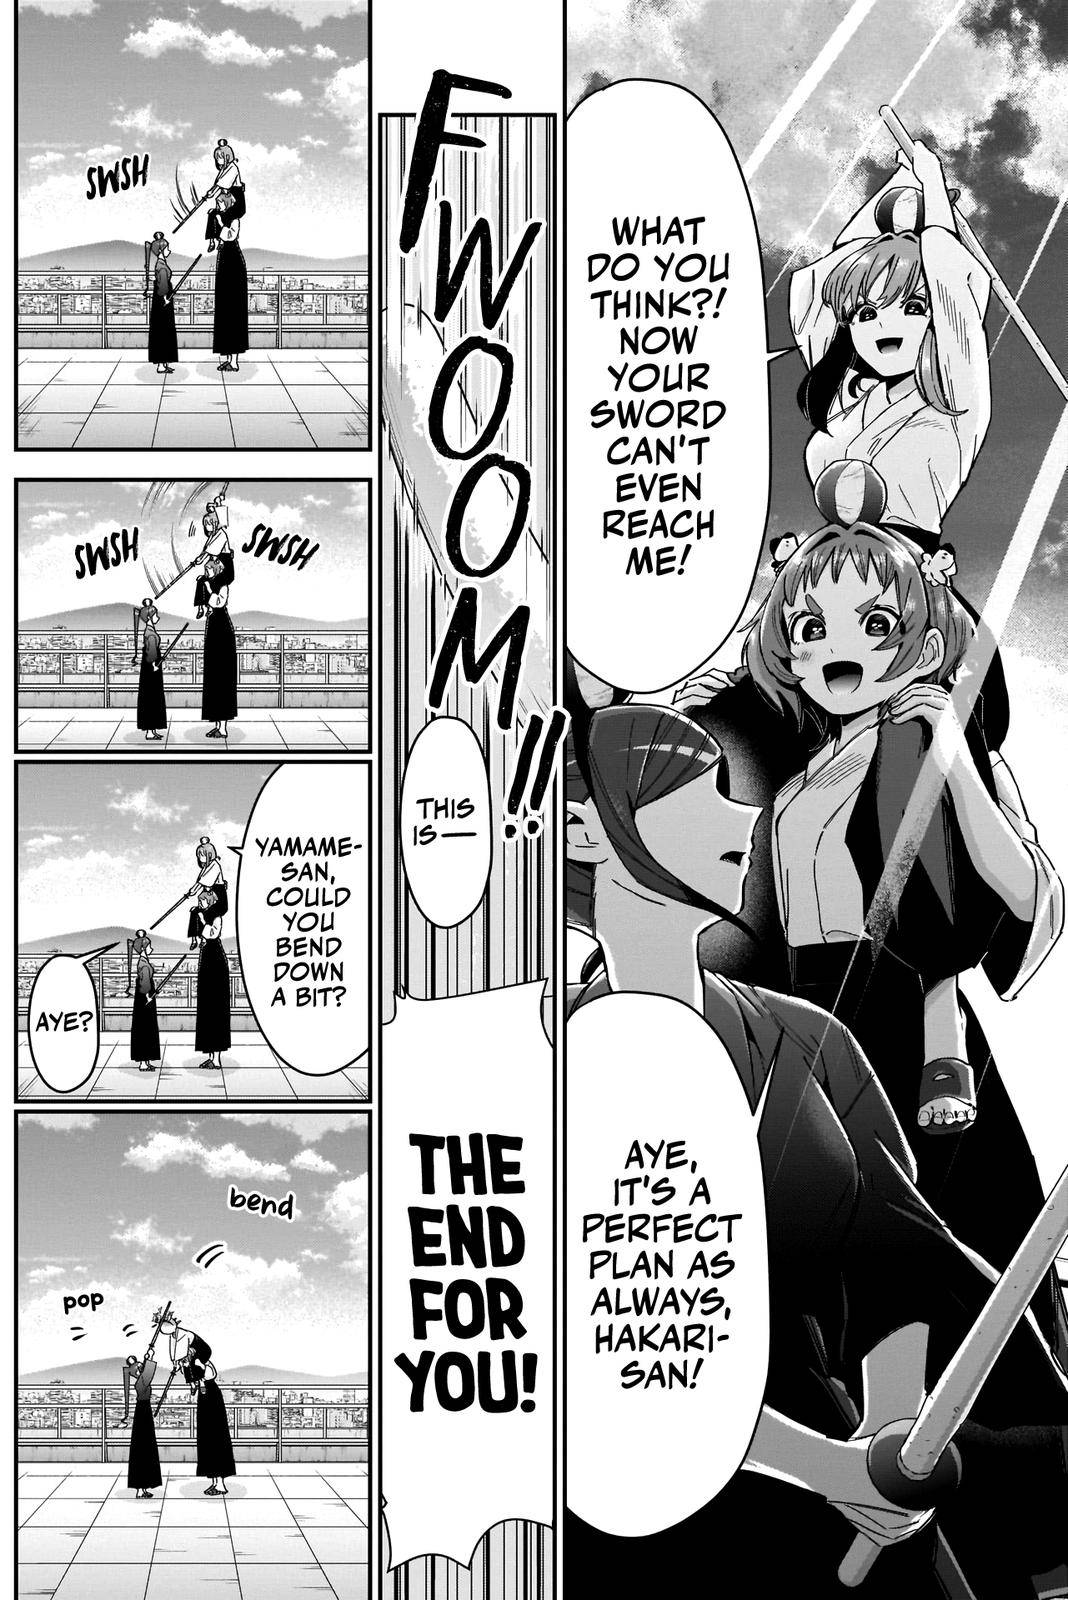 WHAT
DO YOU
THINK?!
NOW
YOUR
SWORD
CAN'T
EVEN
REACH
ME!
AYE,
IT'S A
PERFECT
PLAN AS
ALWAYS,
HAKARI-
SAN!
FWOOM!!
THIS
IS—
THE
END
FOR
YOU!
SWSH
SWSH
SWSH
YAMAME-
SAN,
COULD
YOU
BEND
DOWN
A BIT?
AYE?
bend
pop